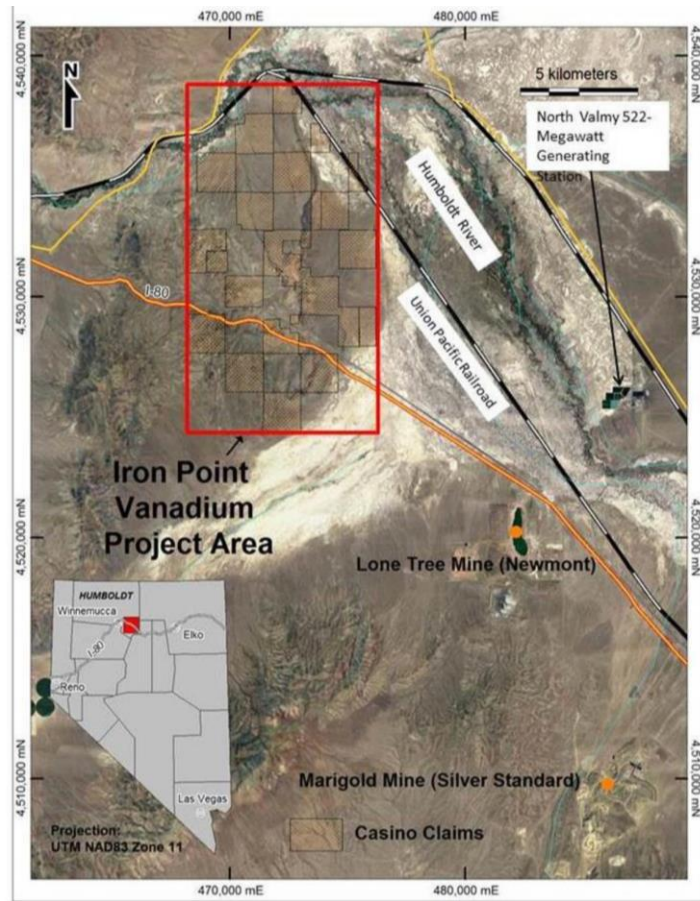 470,000 mE
480,000 mE
4,540,000 mN
4,540,000 mN
N
5 kilometers
North Valmy 522-
Megawatt
Generating
Station
Humboldt River
I-80
4,530,000 mN
4,530,000 mN
Union Pacific Railroad
Iron Point
Vanadium
Project Area
4,520,000 mN
4,520,000 mN
Lone Tree Mine (Newmont)
HUMBOLDT
Winnemucca
Elko
I-80
Reno
Las Vegas
4,510,000 mN
4,510,000 mN
Marigold Mine (Silver Standard)
Casino Claims
Projection:
UTM NAD83 Zone 11
470,000 mE
480,000 mE